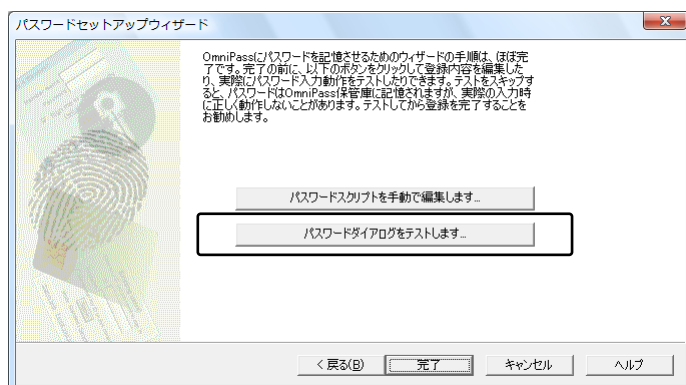 パスワードセットアップウィザード
OmniPassにパスワードを記憶させるためのウィザードの手順は、ほぼ完
了です。完了の前に、以下のボタンをクリックして登録内容を編集した
り、実際にパスワード入力動作をテストしたりできます。テストをスキップす
ると、パスワードはOmniPass保管庫に記憶されますが、実際の入力時
に正しく動作しないことがあります。テストしてから登録を完了することを
お勧めします。
パスワードスクリプトを手動で編集します...
パスワードダイアログをテストします...
< 戻る(B)
完了
キャンセル
ヘルプ